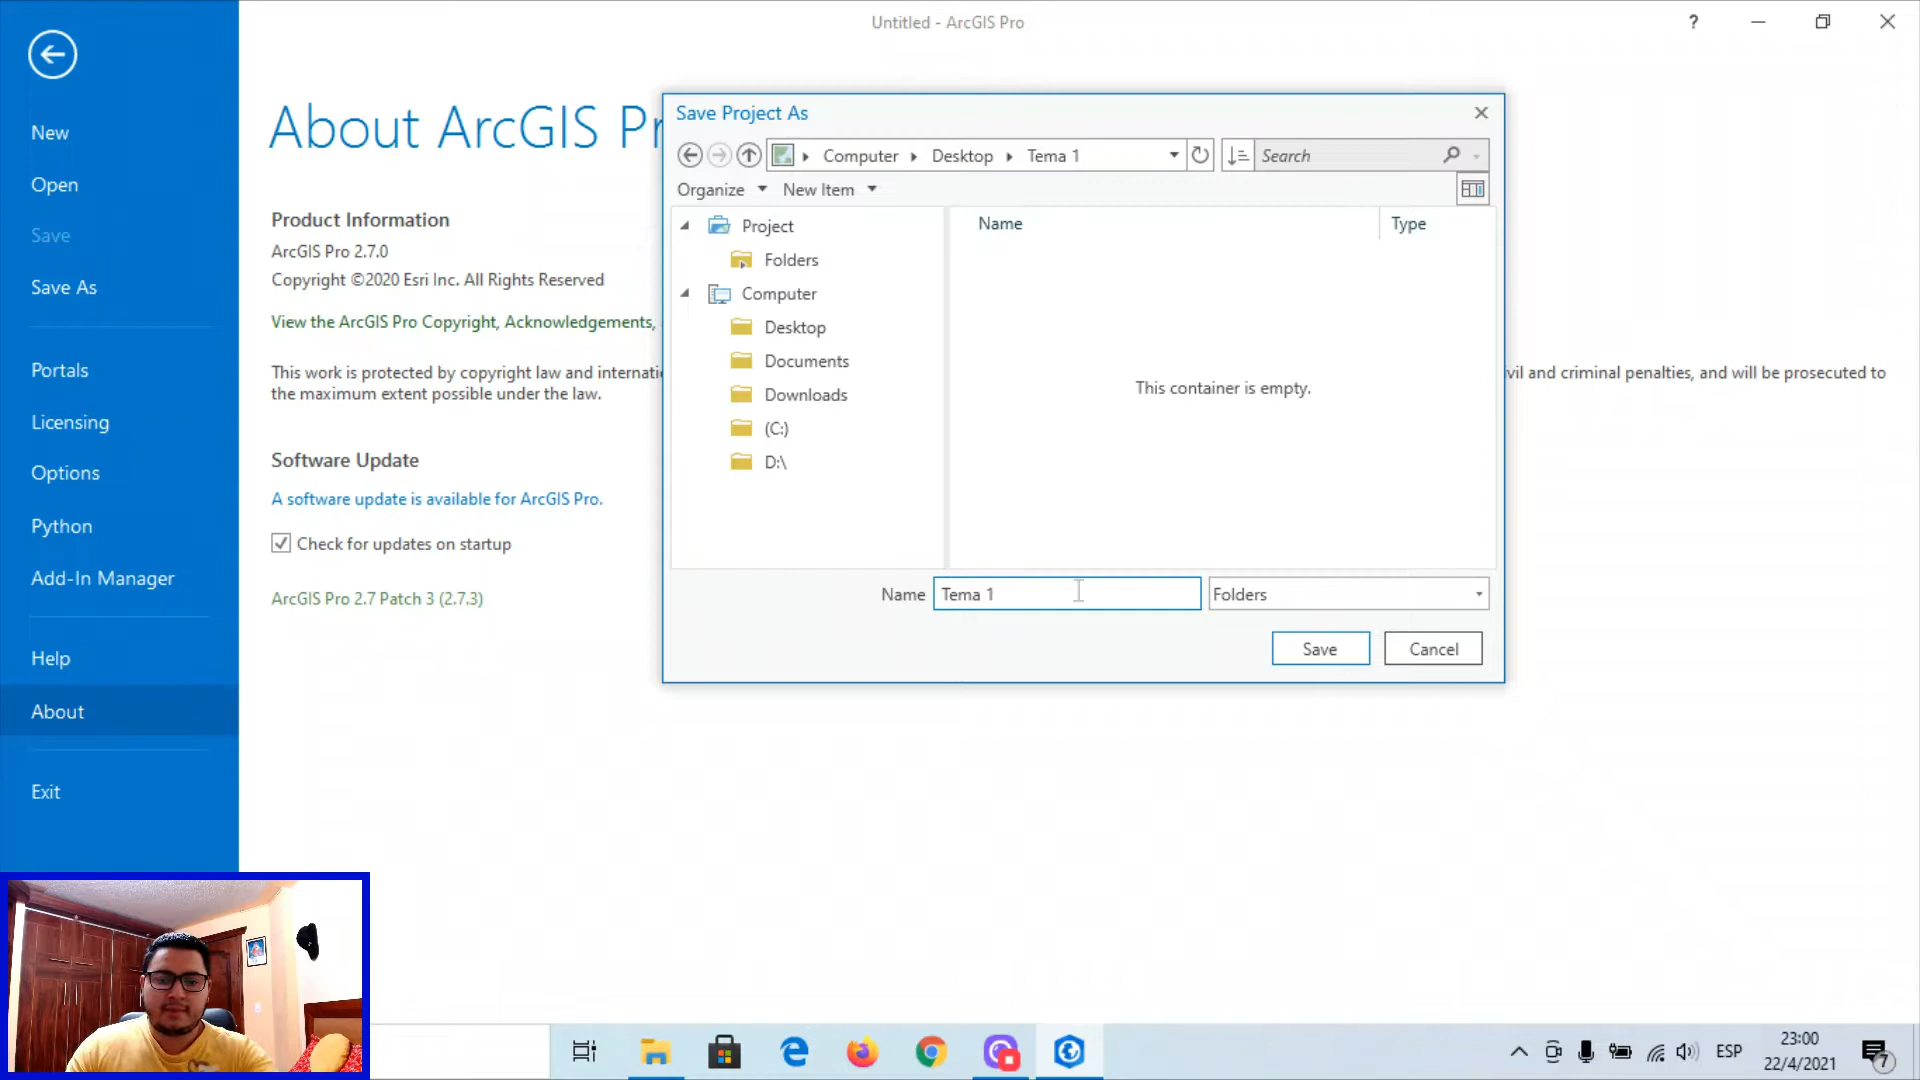 Untitled - ArcGIS Pro
?
New
Open
Save
Save As
Portals
Licensing
Options
Python
Add-In Manager
Help
About
Exit
About ArcGIS Pr
Product Information
ArcGIS Pro 2.7.0
Copyright ©2020 Esri Inc. All Rights Reserved
View the ArcGIS Pro Copyright, Acknowledgements,
This work is protected by copyright law and internati
vil and criminal penalties, and will be prosecuted to
the maximum extent possible under the law.
Software Update
A software update is available for ArcGIS Pro.
Check for updates on startup
ArcGIS Pro 2.7 Patch 3 (2.7.3)
Save Project As
Computer Desktop Tema 1
Search
Organize New Item
Project
Folders
Computer
Desktop
Documents
Downloads
(C:)
D:\
Name Type
This container is empty.
Name Tema 1 Folders
Save Cancel
ESP
23:00
22/4/2021
7